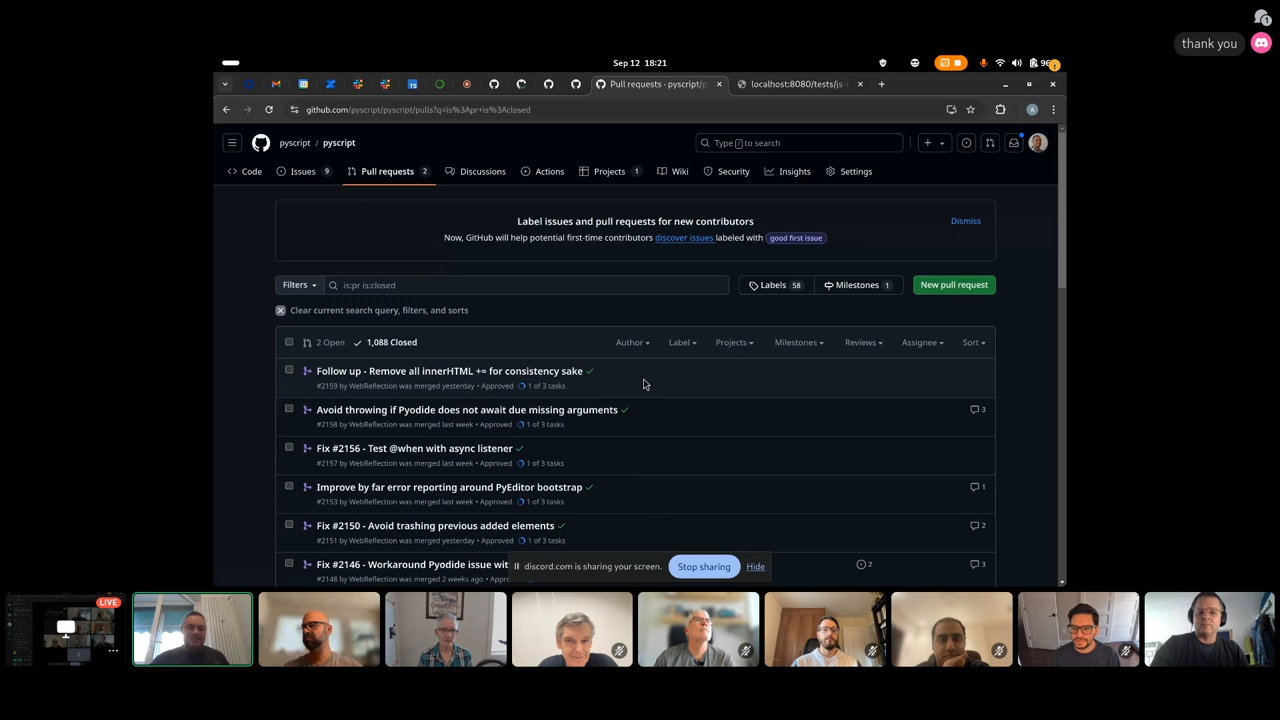 thank you
Sep 12 18:21
Pull requests - pyscript/p
localhost:8080/tests/js-
github.com/pyscript/pyscript/pulls?q=is%3Apr+is%3Aclosed
pyscript / pyscript
Type / to search
Code
Issues 9
Pull requests 2
Discussions
Actions
Projects 1
Wiki
Security
Insights
Settings
Label issues and pull requests for new contributors
Dismiss
Now, GitHub will help potential first-time contributors discover issues labeled with good first issue
Filters
is:pr is:closed
Labels 58
Milestones 1
New pull request
Clear current search query, filters, and sorts
2 Open 1,088 Closed
Author Label Projects Milestones Reviews Assignee Sort
Follow up - Remove all innerHTML += for consistency sake
#2159 by WebReflection was merged yesterday • Approved 1 of 3 tasks
Avoid throwing if Pyodide does not await due missing arguments
3
#2158 by WebReflection was merged last week • Approved 1 of 3 tasks
Fix #2156 - Test @when with async listener
#2157 by WebReflection was merged last week • Approved 1 of 3 tasks
Improve by far error reporting around PyEditor bootstrap
1
#2153 by WebReflection was merged last week • Approved 1 of 3 tasks
Fix #2150 - Avoid trashing previous added elements
2
#2151 by WebReflection was merged yesterday • Approved 1 of 3 tasks
Fix #2146 - Workaround Pyodide issue wit
2
3
#2148 by WebReflection was merged 2 weeks ago • Appr
discord.com is sharing your screen.
Stop sharing
Hide
LIVE